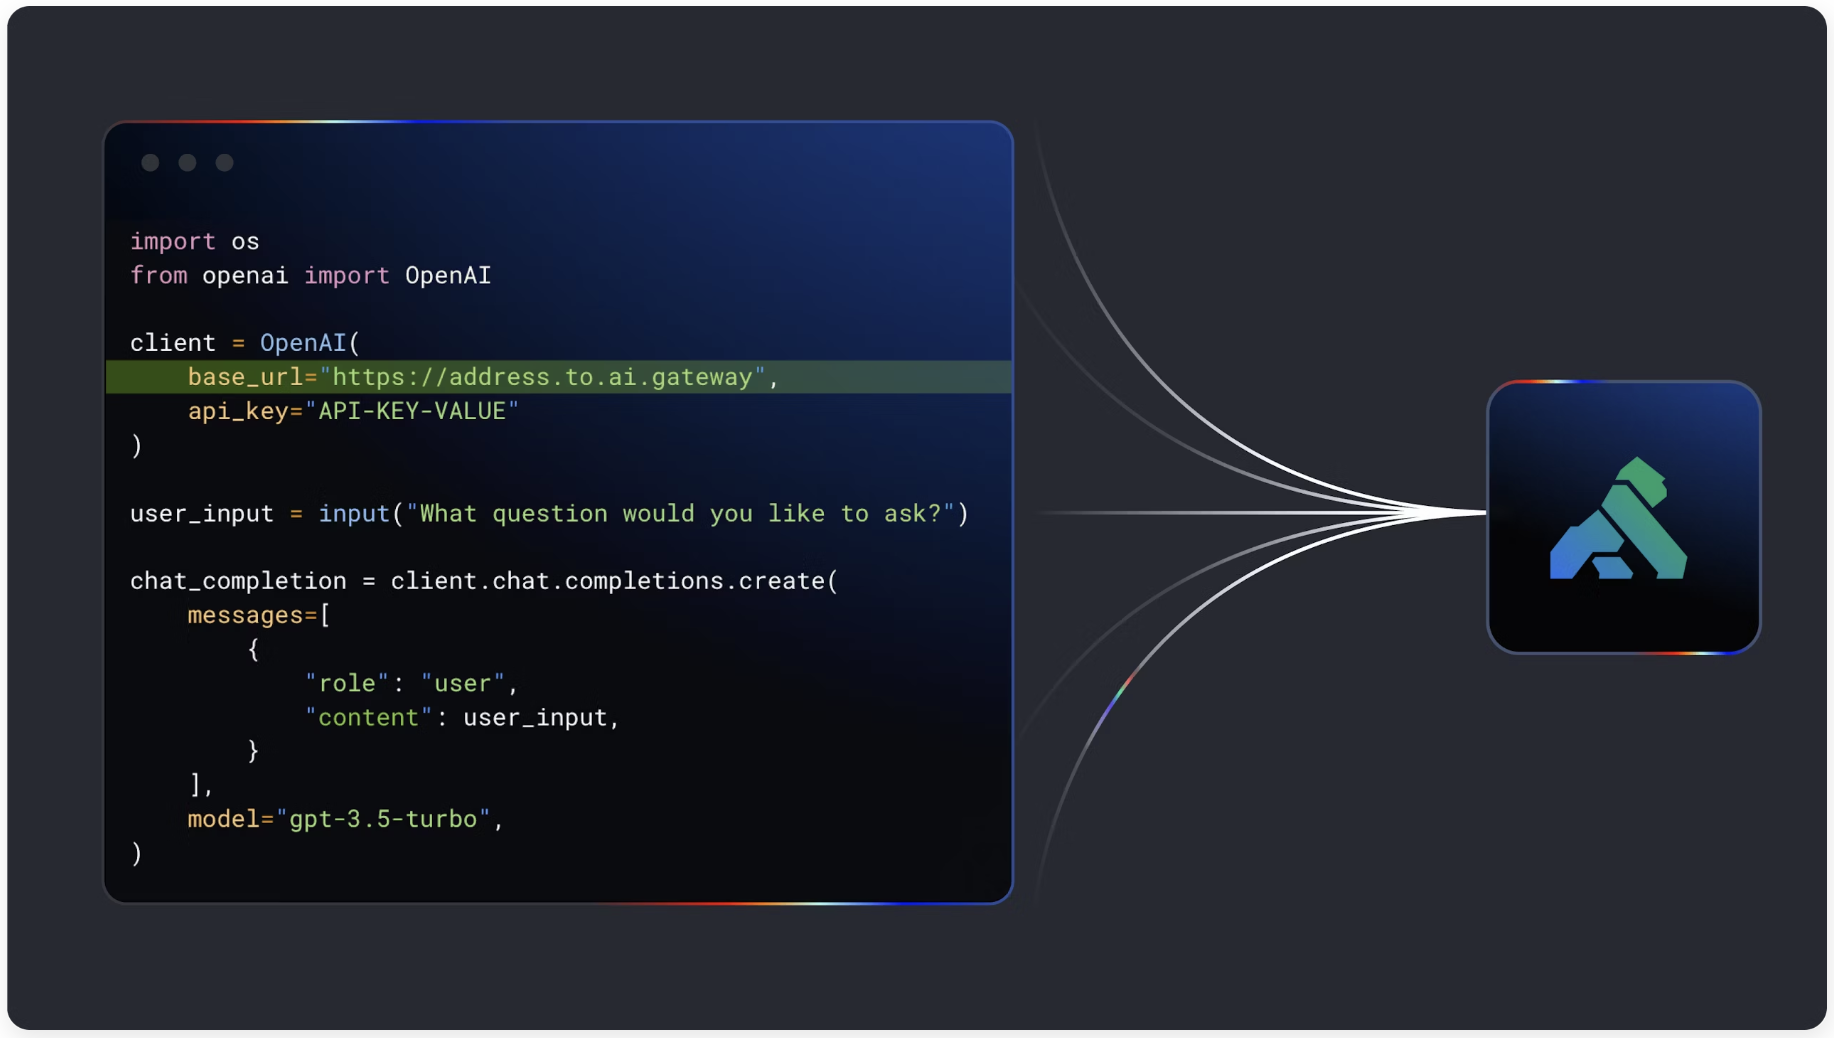 import os
from openai import OpenAI
client = OpenAI(
    base_url="https://address.to.ai.gateway",
    api_key="API-KEY-VALUE"
)
user_input = input("What question would you like to ask?")
chat_completion = client.chat.completions.create(
    messages=[
        {
            "role": "user",
            "content": user_input,
        }
    ],
    model="gpt-3.5-turbo",
)